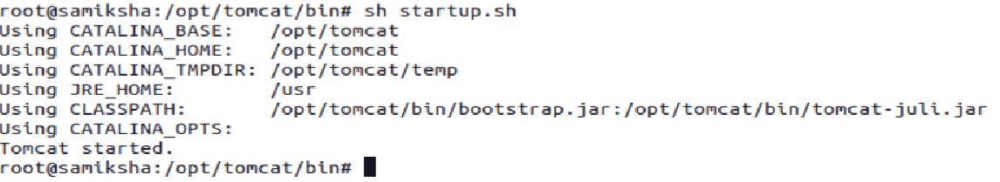 root@samiksha:/opt/tomcat/bin# sh startup.sh
Using CATALINA_BASE:   /opt/tomcat
Using CATALINA_HOME:   /opt/tomcat
Using CATALINA_TMPDIR: /opt/tomcat/temp
Using JRE_HOME:        /usr
Using CLASSPATH:       /opt/tomcat/bin/bootstrap.jar:/opt/tomcat/bin/tomcat-juli.jar
Using CATALINA_OPTS:
Tomcat started.
root@samiksha:/opt/tomcat/bin#